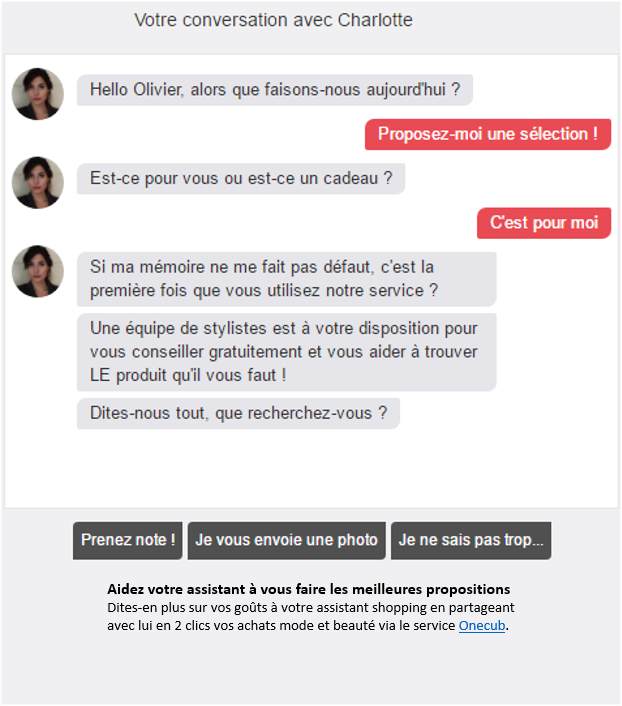 Votre conversation avec Charlotte
Hello Olivier, alors que faisons-nous aujourd'hui ?
Proposez-moi une sélection !
Est-ce pour vous ou est-ce un cadeau ?
C'est pour moi
Si ma mémoire ne me fait pas défaut, c'est la
première fois que vous utilisez notre service ?
Une équipe de stylistes est à votre disposition pour
vous conseiller gratuitement et vous aider à trouver
LE produit qu'il vous faut !
Dites-nous tout, que recherchez-vous ?
Prenez note ! Je vous envoie une photo Je ne sais pas trop...
Aidez votre assistant à vous faire les meilleures propositions
Dites-en plus sur vos goûts à votre assistant shopping en partageant
avec lui en 2 clics vos achats mode et beauté via le service Onecub.